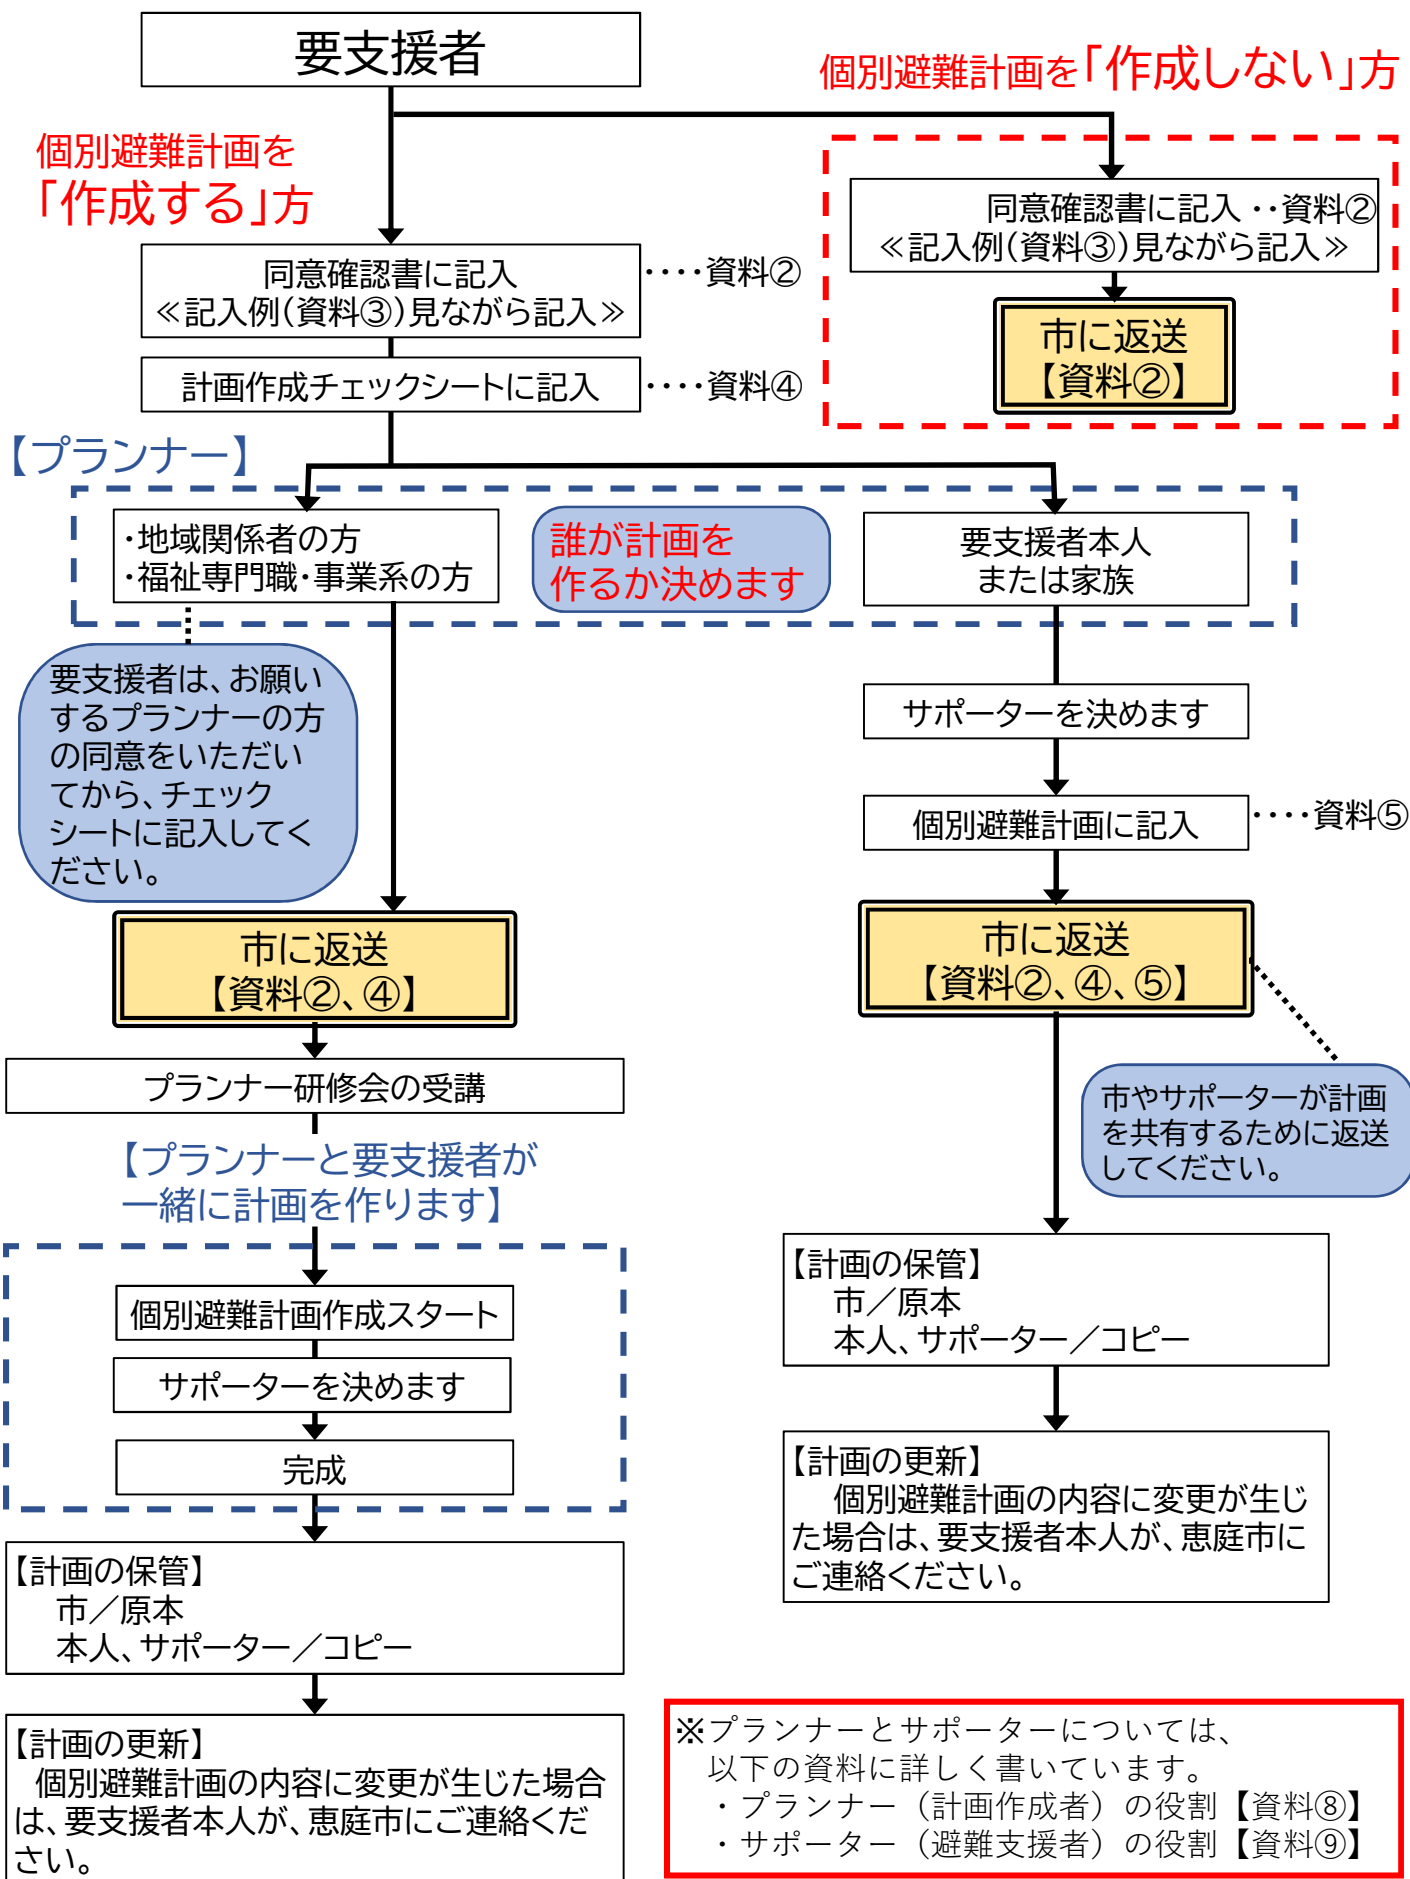 要支援者
個別避難計画を「作成しない」方
個別避難計画を
「作成する」方
同意確認書に記入 ‥資料②
≪記入例(資料③)見ながら記入≫
市に返送
【資料②】
同意確認書に記入
≪記入例(資料③)見ながら記入≫
‥‥資料②
計画作成チェックシートに記入
‥‥資料④
【プランナー】
・地域関係者の方
・福祉専門職・事業系の方
誰が計画を
作るか決めます
要支援者本人
または家族
要支援者は、お願い
するプランナーの方
の同意をいただい
てから、チェック
シートに記入してく
ださい。
サポーターを決めます
個別避難計画に記入
‥‥資料⑤
市に返送
【資料②、④】
市に返送
【資料②、④、⑤】
プランナー研修会の受講
市やサポーターが計画
を共有するために返送
してください。
【プランナーと要支援者が
一緒に計画を作ります】
個別避難計画作成スタート
サポーターを決めます
完成
【計画の保管】
市／原本
本人、サポーター／コピー
【計画の更新】
個別避難計画の内容に変更が生じ
た場合は、要支援者本人が、恵庭市に
ご連絡ください。
【計画の保管】
市／原本
本人、サポーター／コピー
【計画の更新】
個別避難計画の内容に変更が生じた場合
は、要支援者本人が、恵庭市にご連絡くだ
さい。
※プランナーとサポーターについては、
以下の資料に詳しく書いています。
・プランナー（計画作成者）の役割【資料⑧】
・サポーター（避難支援者）の役割【資料⑨】